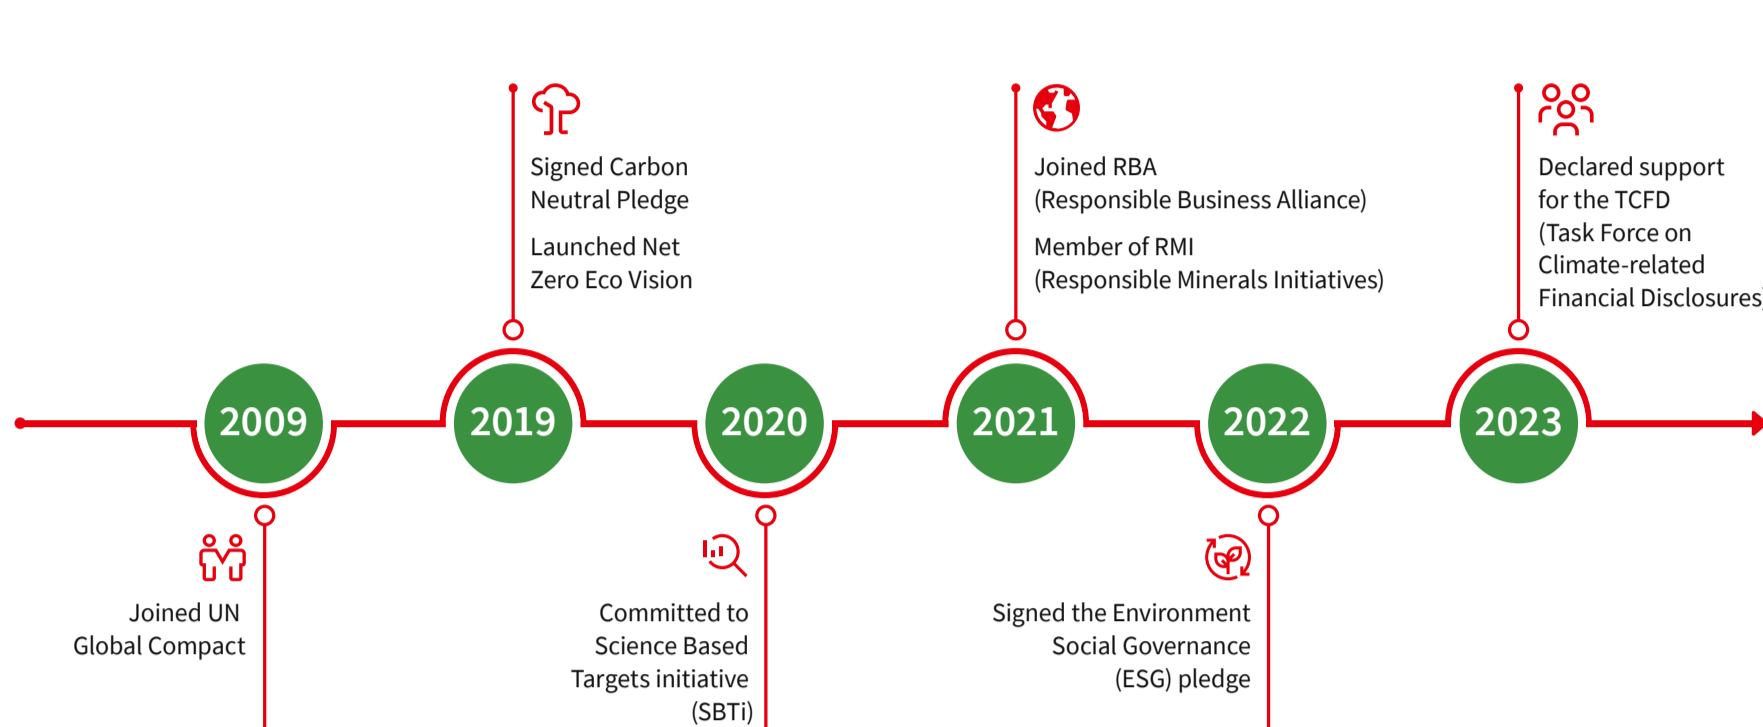 Signed Carbon
Neutral Pledge
Launched Net
Zero Eco Vision
Joined RBA
(Responsible Business Alliance)
Member of RMI
(Responsible Minerals Initiatives)
Declared support
for the TCFD
(Task Force on
Climate-related
Financial Disclosures)
2009
2019
2020
2021
2022
2023
Joined UN
Global Compact
Committed to
Science Based
Targets initiative
(SBTi)
Signed the Environment
Social Governance
(ESG) pledge